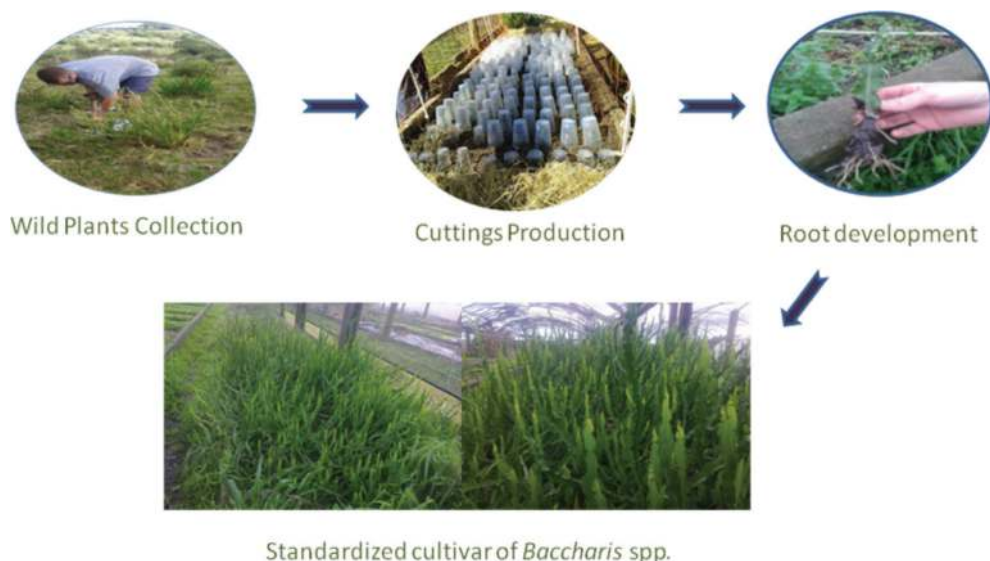 Wild Plants Collection
Cuttings Production
Root development
Standardized cultivar of Baccharis spp.